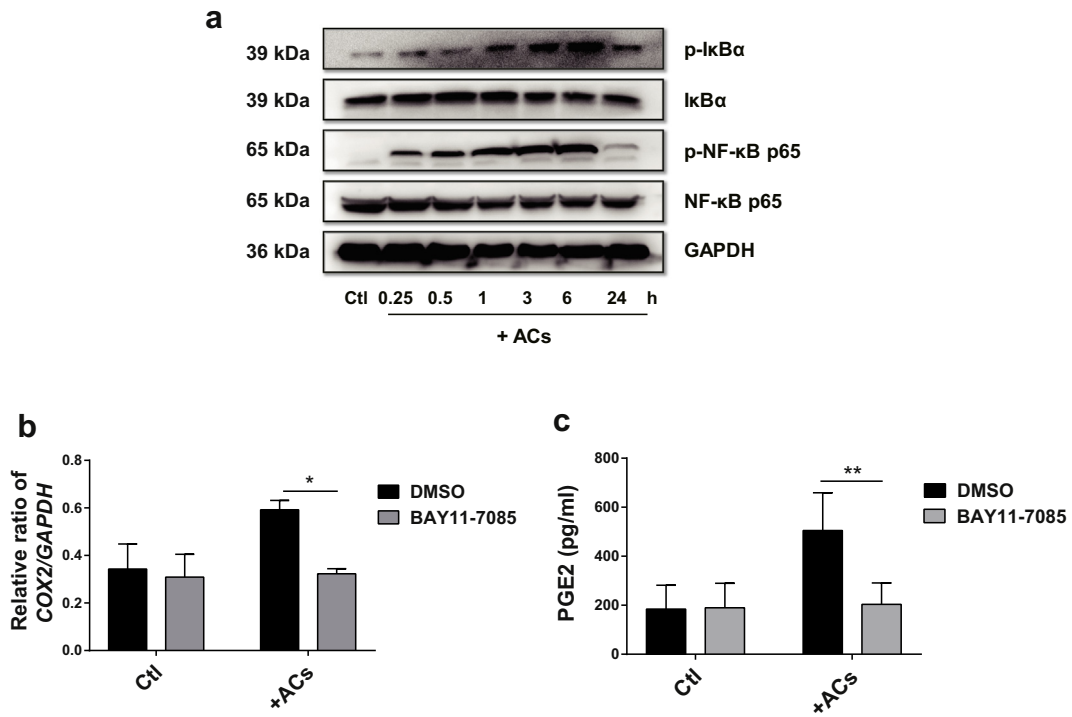 a
39 kDa p-IκBα
39 kDa IκBα
65 kDa p-NF-κB p65
65 kDa NF-κB p65
36 kDa GAPDH
Ctl 0.25 0.5 1 3 6 24 h
+ ACs
b
Relative ratio of
COX2/GAPDH
0.8
0.6
0.4
0.2
0.0
*
DMSO
BAY11-7085
Ctl
+ACs
c
PGE2 (pg/ml)
800
600
400
200
0
**
DMSO
BAY11-7085
Ctl
+ACs